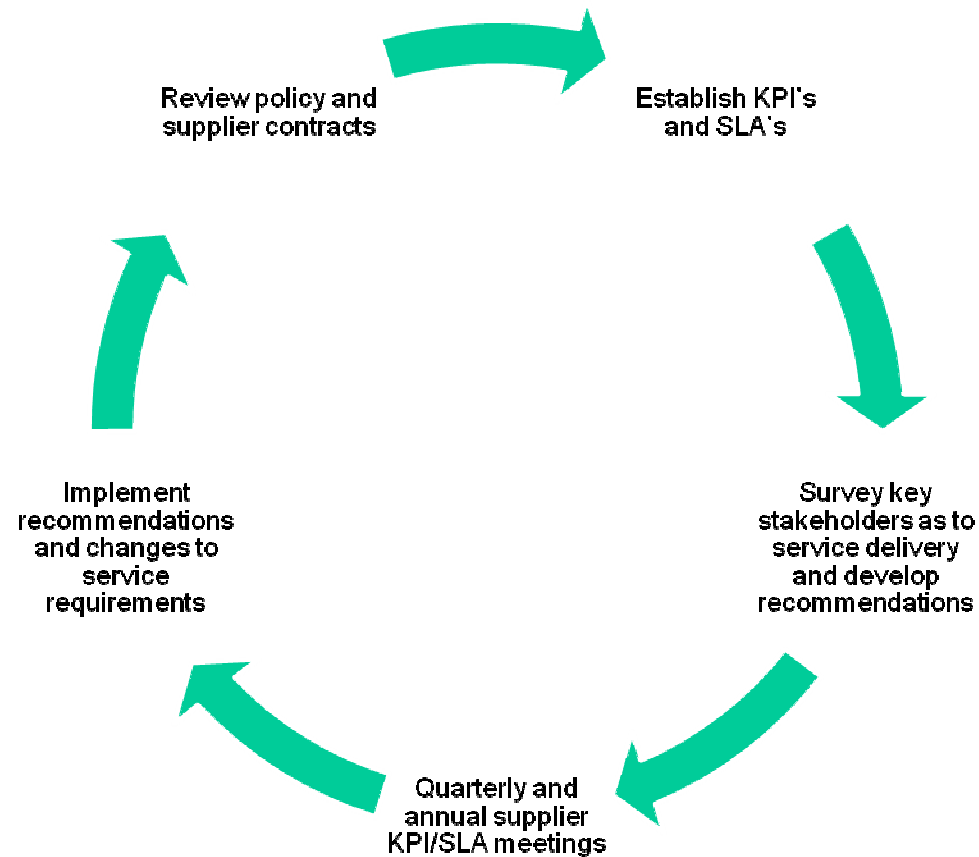 Review policy and
supplier contracts
Establish KPI's
and SLA's
Survey key
stakeholders as to
service delivery
and develop
recommendations
Quarterly and
annual supplier
KPI/SLA meetings
Implement
recommendations
and changes to
service
requirements